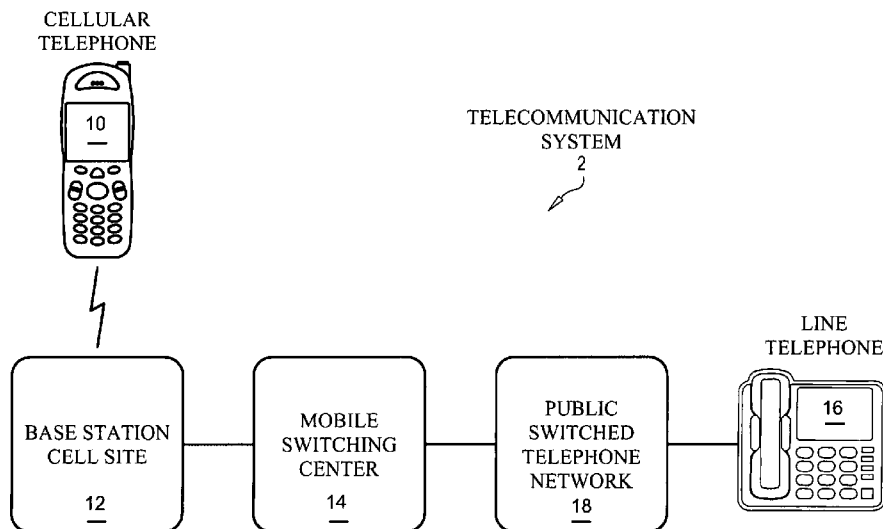 CELLULAR
TELEPHONE
10
TELECOMMUNICATION
SYSTEM
2
LINE
TELEPHONE
BASE STATION
CELL SITE
12
MOBILE
SWITCHING
CENTER
14
PUBLIC
SWITCHED
TELEPHONE
NETWORK
18
16